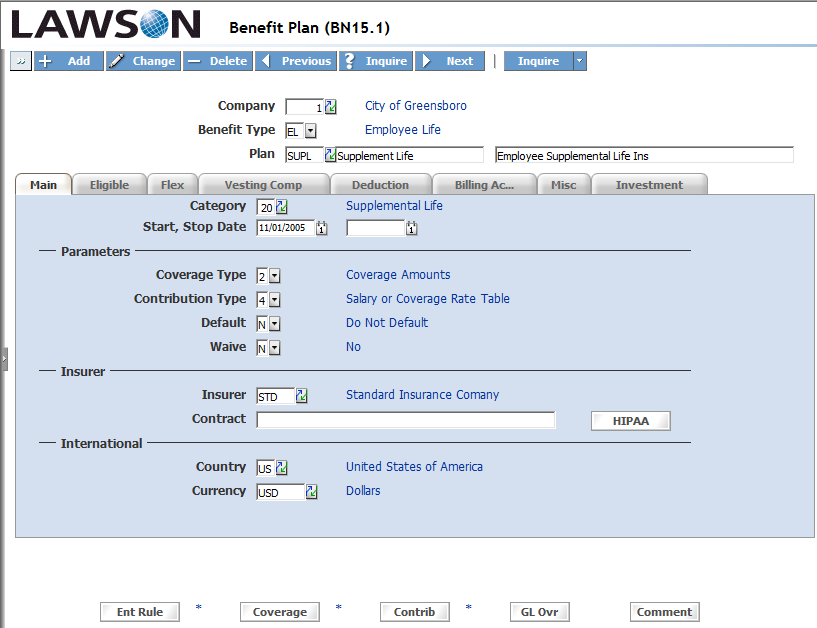 LAWSON Benefit Plan (BN15.1)
» + Add Change — Delete Previous ? Inquire Next | Inquire
Company 1 City of Greensboro
Benefit Type EL Employee Life
Plan SUPL Supplement Life Employee Supplemental Life Ins
Main Eligible Flex Vesting Comp Deduction Billing Ac... Misc Investment
Category 20 Supplemental Life
Start, Stop Date 11/01/2005 1 1
Parameters
Coverage Type 2 Coverage Amounts
Contribution Type 4 Salary or Coverage Rate Table
Default N Do Not Default
Waive N No
Insurer
Insurer STD Standard Insurance Comany
Contract HIPAA
International
Country US United States of America
Currency USD Dollars
Ent Rule * Coverage * Contrib * GL Ovr Comment